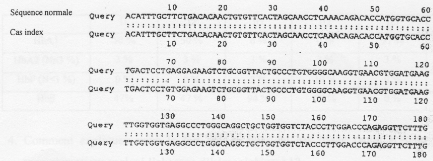 10 20 30 40 50 60
Séquence normale Query ACATTTGCTTCTGACACAACTGTGTTCACTAGCAACCTCAAACAGACACCATGGTGCACC
Cas index Query ACATTTGCTTCTGACACAACTGTGTTCACTAGCAACCTCAAACAGACACCATGGTGCACC
10 20 30 40 50 60
70 80 90 100 110 120
Query TGACTCCTGAGGAGAAGTCTGCGGTTACTGCCCTGTGGGGCAAGGTGAACGTGGATGAAG
Query TGACTCCTGTGGAGAAGTCTGCGGTTACTGCCCTGTGGGGCAAGGTGAACGTGGATGAAG
70 80 90 100 110 120
130 140 150 160 170 180
Query TTGGTGGTGAGGCCCTGGGCAGGCTGCTGGTGGTCTACCCTTGGACCCAGAGGTTCTTTG
Query TTGGTGGTGAGGCCCTGGGCAGGCTGCTGGTGGTCTACCCTTGGACCCAGAGGTTCTTTG
130 140 150 160 170 180